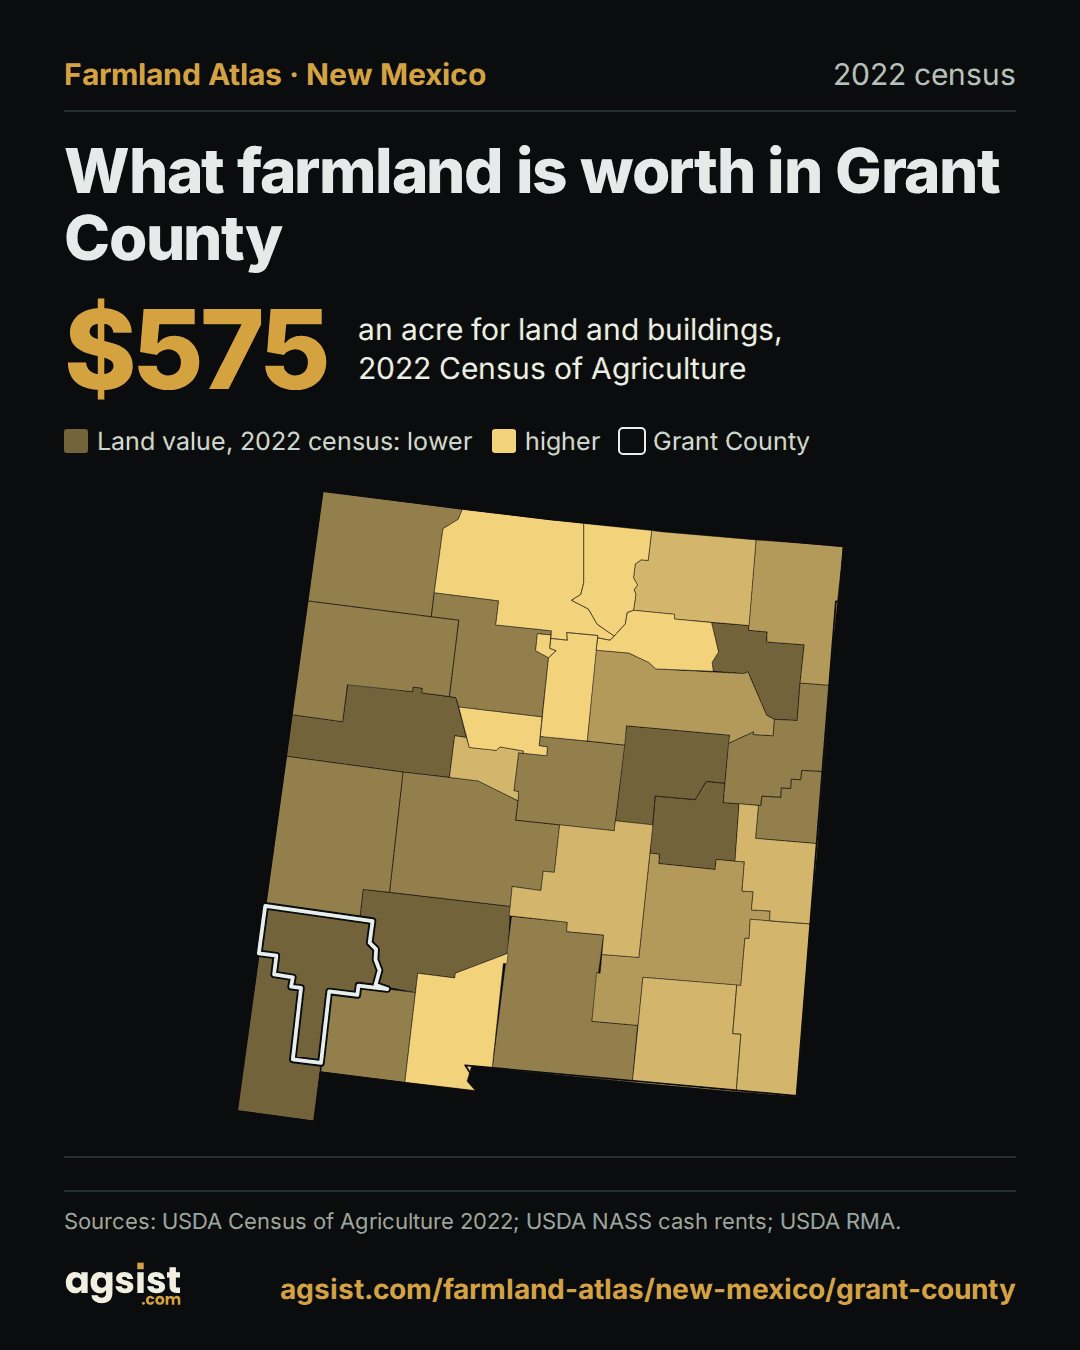 Farmland Atlas · New Mexico
2022 census
What farmland is worth in Grant
County
$575
an acre for land and buildings,
2022 Census of Agriculture
Land value, 2022 census: lower
higher
Grant County
Sources: USDA Census of Agriculture 2022; USDA NASS cash rents; USDA RMA.
agsist
.com
agsist.com/farmland-atlas/new-mexico/grant-county